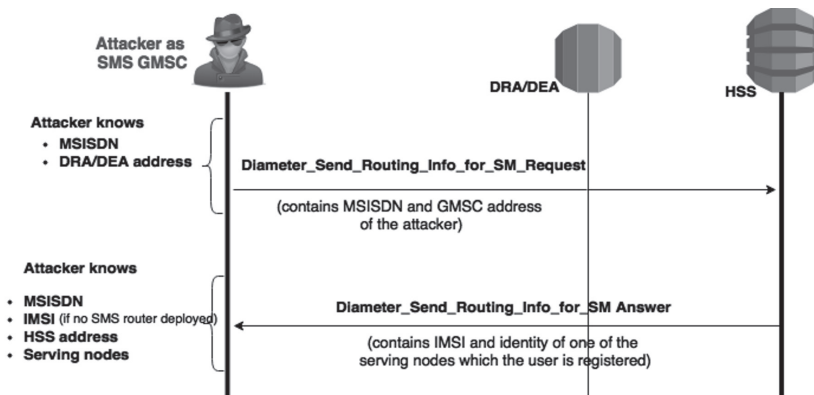 Attacker as
SMS GMSC
DRA/DEA
HSS
Attacker knows
• MSISDN
• DRA/DEA address
Diameter_Send_Routing_Info_for_SM_Request
(contains MSISDN and GMSC address
of the attacker)
Attacker knows
• MSISDN
• IMSI (if no SMS router deployed)
• HSS address
• Serving nodes
Diameter_Send_Routing_Info_for_SM Answer
(contains IMSI and identity of one of the
serving nodes which the user is registered)